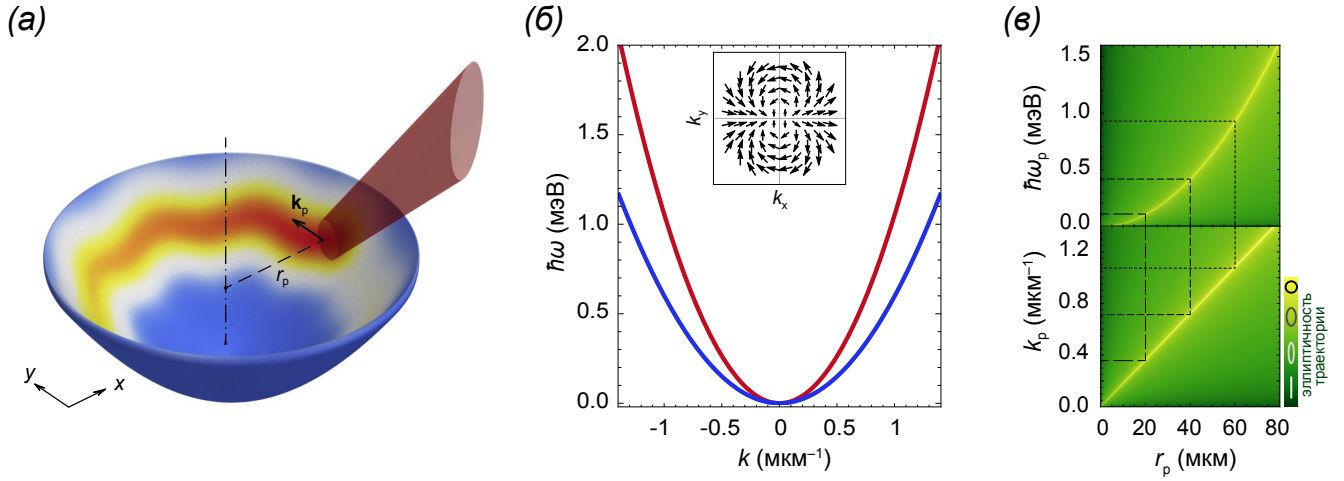 (а)
k_p
r_p
y
x
(б)
ħω (мэВ)
2.0
1.5
1.0
0.5
0.0
k_y
k_x
-1
-0.5
0
0.5
1
k (мкм⁻¹)
(в)
ħω_p (мэВ)
1.5
1.0
0.5
0.0
k_p (мкм⁻¹)
1.2
0.8
0.4
0.0
0
20
40
60
80
r_p (мкм)
эллиптичность
траектории